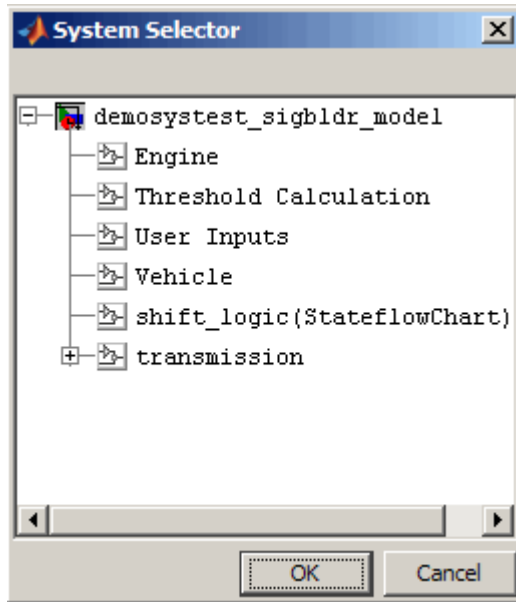 System Selector
demosystest_sigbldr_model
Engine
Threshold Calculation
User Inputs
Vehicle
shift_logic(StateflowChart)
transmission
OK
Cancel